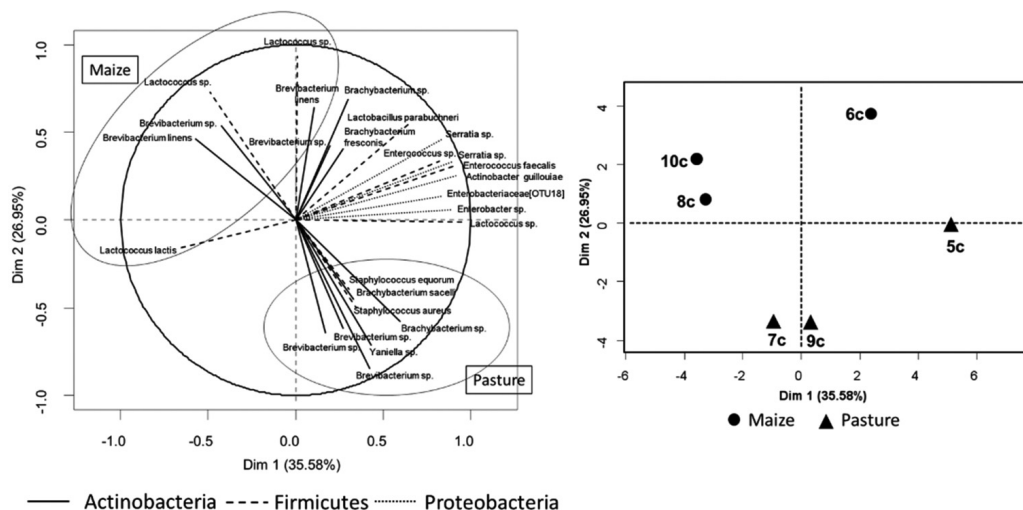 Lactococcus sp.
Maize
Lactococcus sp.
Brevibacterium
linens
Brachybacterium sp.
Lactobacillus parabuchneri
Brevibacterium sp.
Brevibacterium linens
Brevibacterium sp.
Brachybacterium
fresconis
Serratia sp.
Enterococcus sp.
Serratia sp.
Enterococcus faecalis
Actinobacter guillouiae
Enterobacteriaceae[OTU18]
Enterobacter sp.
Lactococcus sp.
Lactococcus lactis
Staphylococcus equorum
Brachybacterium sacelli
Staphylococcus aureus
Brachybacterium sp.
Brevibacterium sp.
Brevibacterium sp.
Yaniella sp.
Brevibacterium sp.
Pasture
Dim 2 (26.95%)
1.0
0.5
0.0
-0.5
-1.0
-1.0 -0.5 0.0 0.5 1.0
Dim 1 (35.58%)
Actinobacteria Firmicutes Proteobacteria
Dim 2 (26.95%)
4
2
0
-2
-4
6c
10c
8c
5c
7c 9c
-6 -4 -2 0 2 4 6
Dim 1 (35.58%)
Maize Pasture